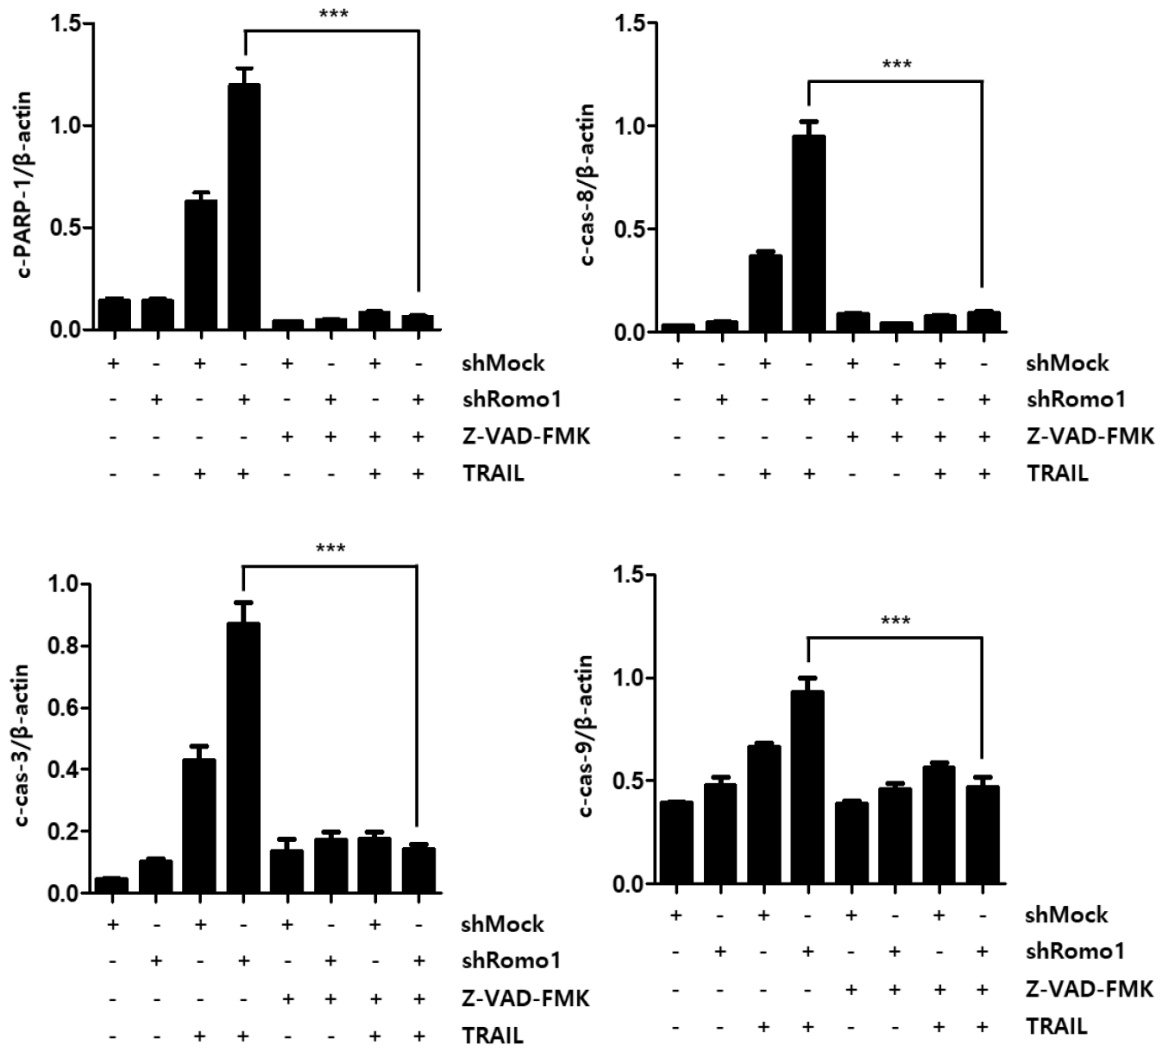 ***
1.5
1.0
0.5
0.0
c-PARP-1/β-actin
+ - + - + - + - shMock
- + - + - + - + shRomo1
- - - - + + + + Z-VAD-FMK
- - + + - - + + TRAIL
***
1.5
1.0
0.5
0.0
c-cas-8/β-actin
+ - + - + - + - shMock
- + - + - + - + shRomo1
- - - - + + + + Z-VAD-FMK
- - + + - - + + TRAIL
***
1.0
0.8
0.6
0.4
0.2
0.0
c-cas-3/β-actin
+ - + - + - + - shMock
- + - + - + - + shRomo1
- - - - + + + + Z-VAD-FMK
- - + + - - + + TRAIL
***
1.5
1.0
0.5
0.0
c-cas-9/β-actin
+ - + - + - + - shMock
- + - + - + - + shRomo1
- - - - + + + + Z-VAD-FMK
- - + + - - + + TRAIL